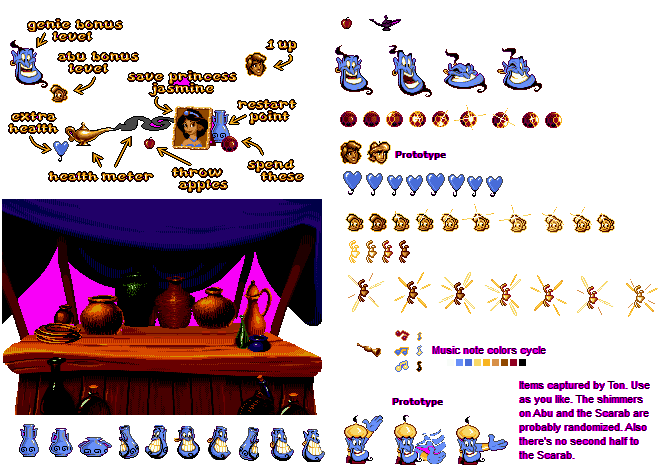 genie bonus
level
abu bonus
level
1 up
save princess
jasmine
restart
point
extra
health
health meter
throw
apples
spend
these
Prototype
Music note colors cycle
Prototype
Items captured by Ton. Use
as you like. The shimmers
on Abu and the Scarab are
probably randomized. Also
there's no second half to
the Scarab.